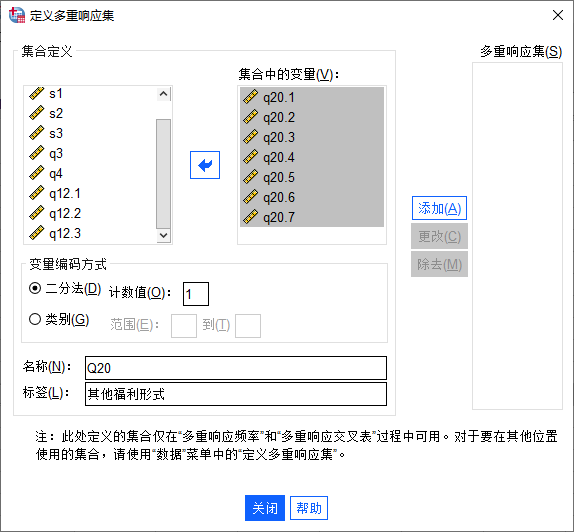 定义多重响应集
集合定义
集合中的变量(V):
多重响应集(S)
s1
s2
s3
q3
q4
q12.1
q12.2
q12.3
q20.1
q20.2
q20.3
q20.4
q20.5
q20.6
q20.7
添加(A)
更改(C)
除去(M)
变量编码方式
二分法(D) 计数值(O): 1
类别(G) 范围(E): 到(T)
名称(N): Q20
标签(L): 其他福利形式
注：此处定义的集合仅在“多重响应频率”和“多重响应交叉表”过程中可用。对于要在其他位置
使用的集合，请使用“数据”菜单中的“定义多重响应集”。
关闭 帮助